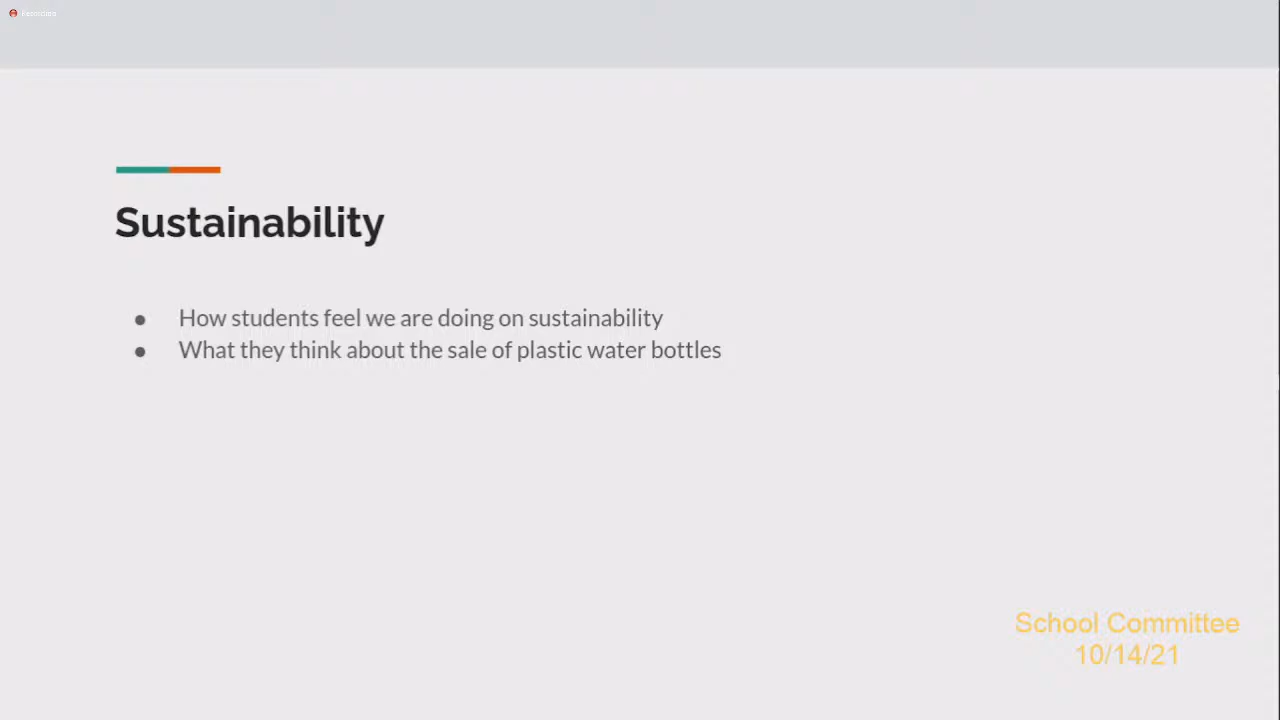 Recording
Sustainability
● How students feel we are doing on sustainability
● What they think about the sale of plastic water bottles
School Committee
10/14/21